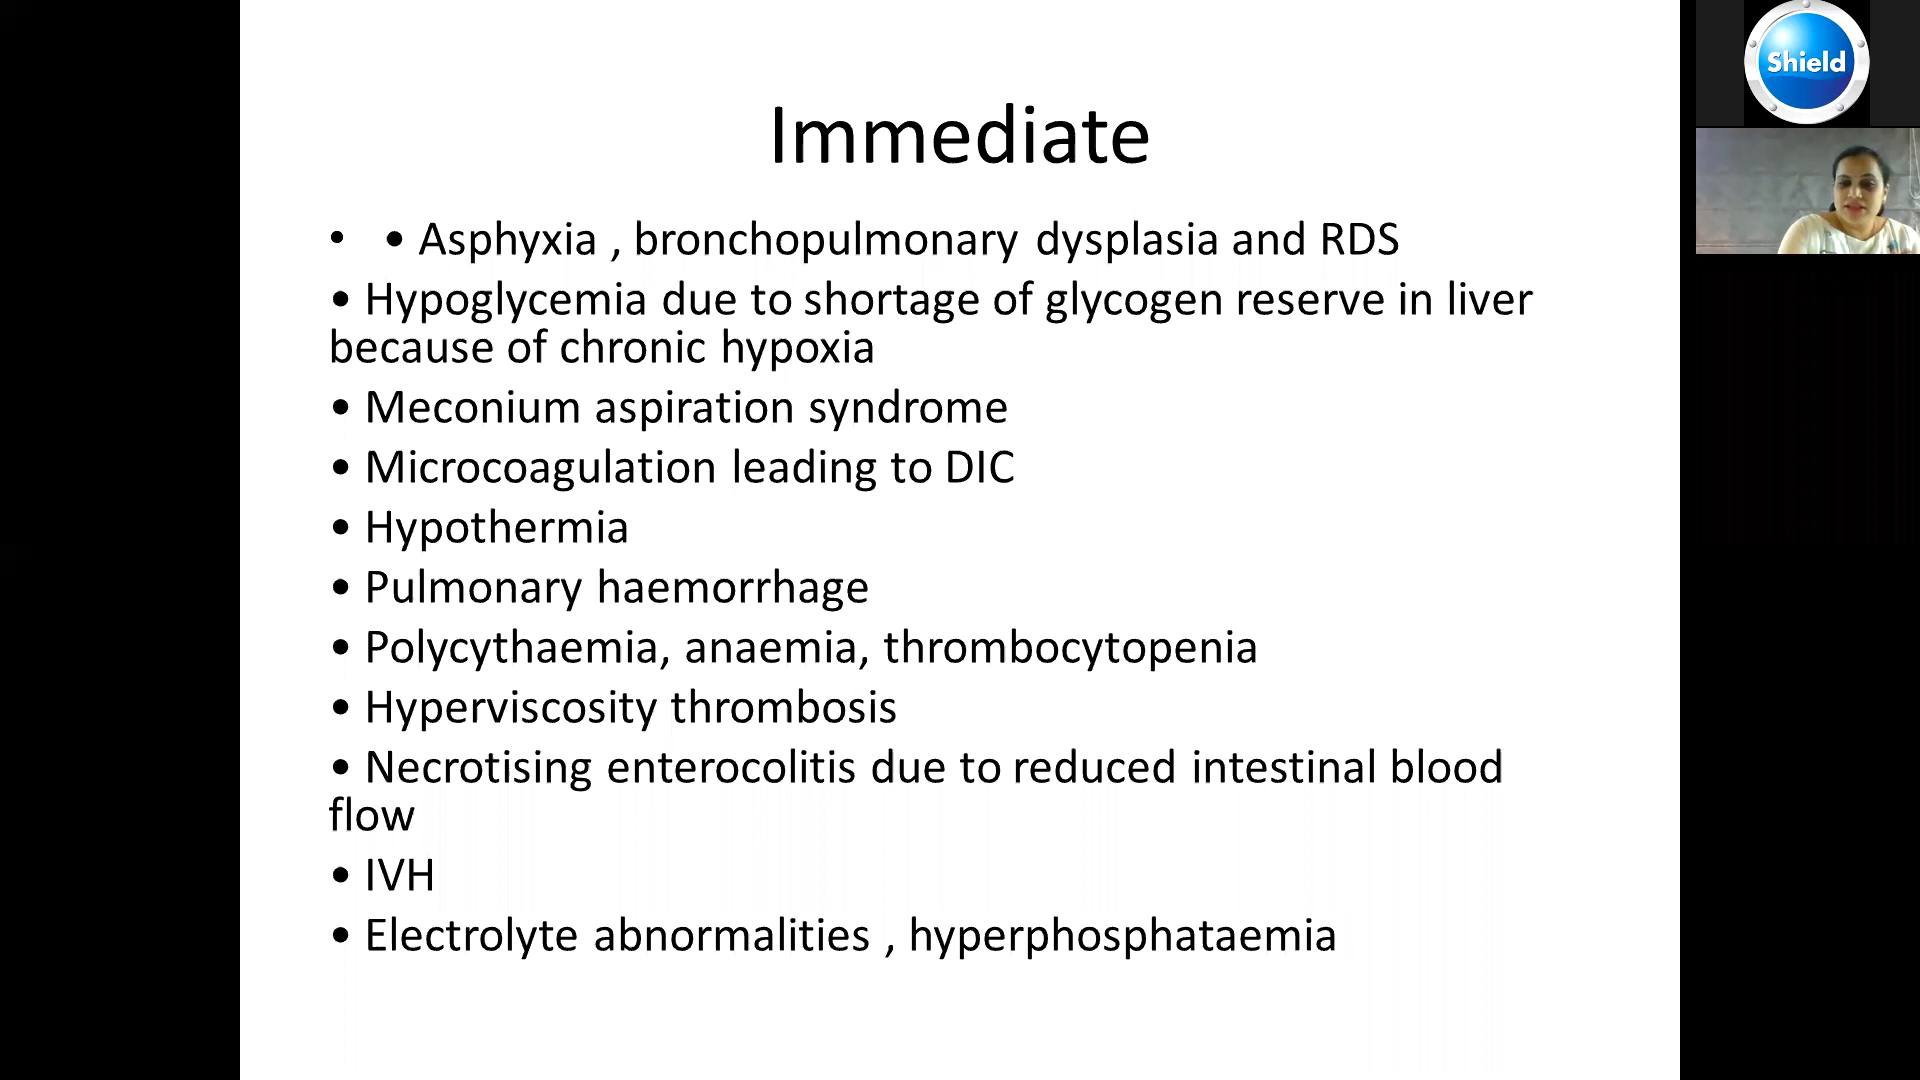 Immediate
• • Asphyxia , bronchopulmonary dysplasia and RDS
• Hypoglycemia due to shortage of glycogen reserve in liver
because of chronic hypoxia
• Meconium aspiration syndrome
• Microcoagulation leading to DIC
• Hypothermia
• Pulmonary haemorrhage
• Polycythaemia, anaemia, thrombocytopenia
• Hyperviscosity thrombosis
• Necrotising enterocolitis due to reduced intestinal blood
flow
• IVH
• Electrolyte abnormalities , hyperphosphataemia
Shield